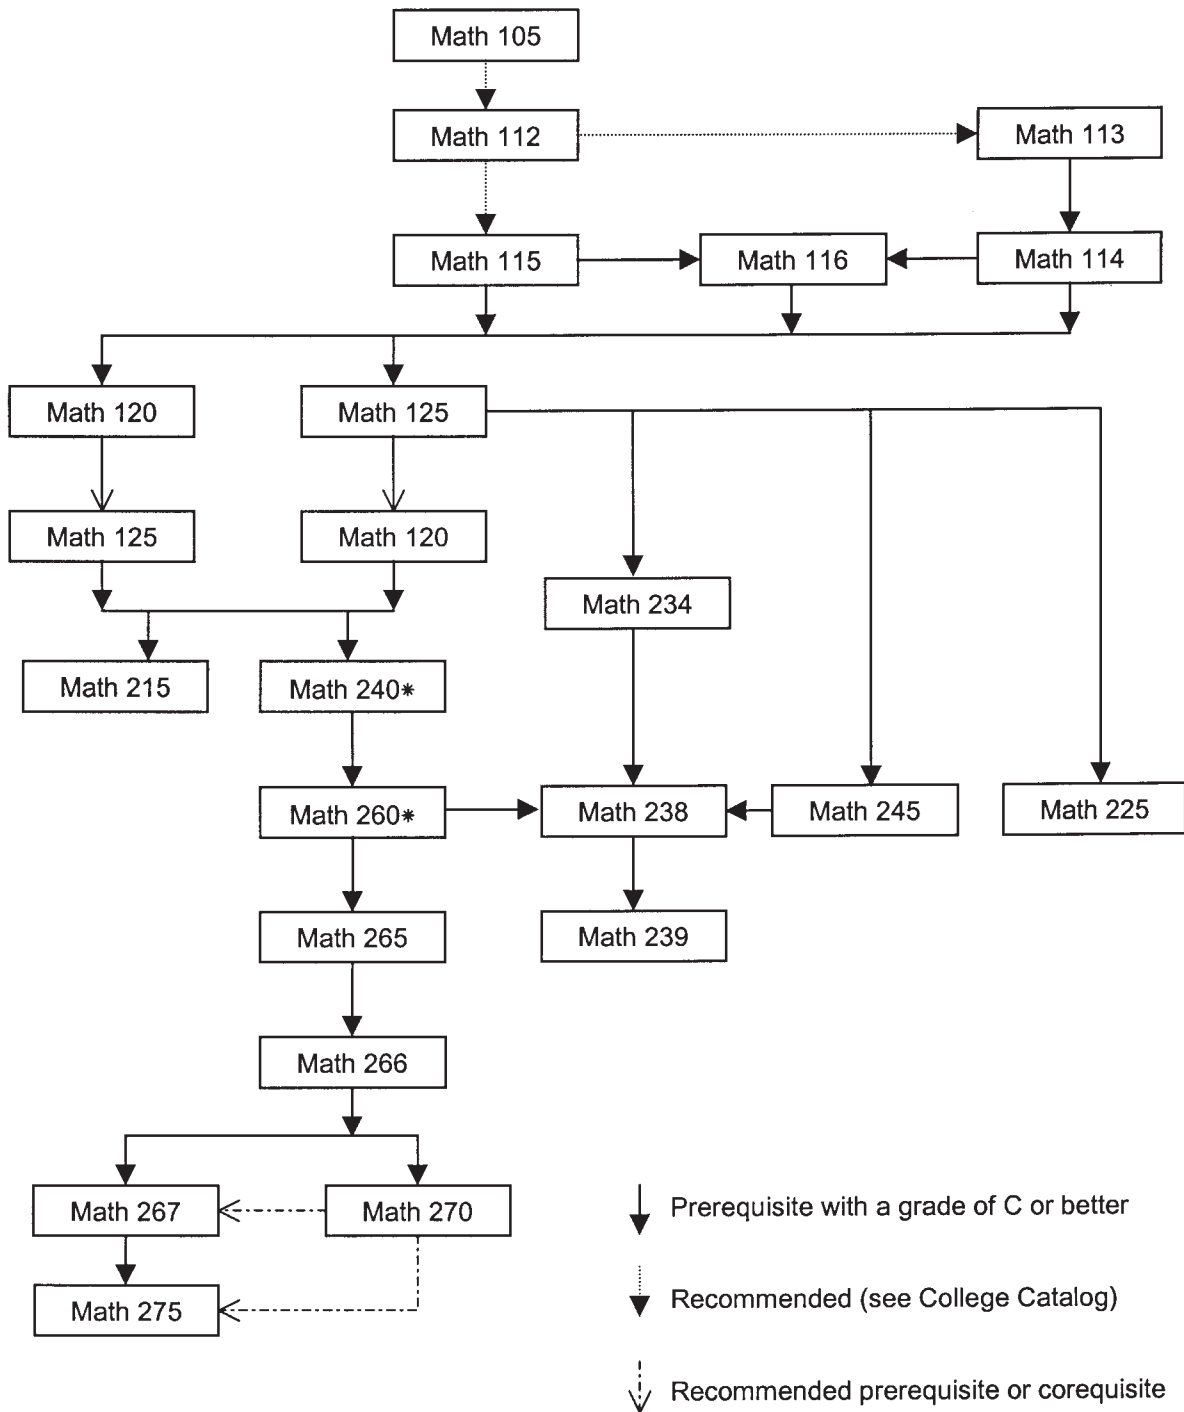 Math 105
Math 112
Math 113
Math 115
Math 116
Math 114
Math 120
Math 125
Math 125
Math 120
Math 234
Math 215
Math 240*
Math 260*
Math 238
Math 245
Math 225
Math 265
Math 239
Math 266
Math 267
Math 270
Math 275
Prerequisite with a grade of C or better
Recommended (see College Catalog)
Recommended prerequisite or corequisite